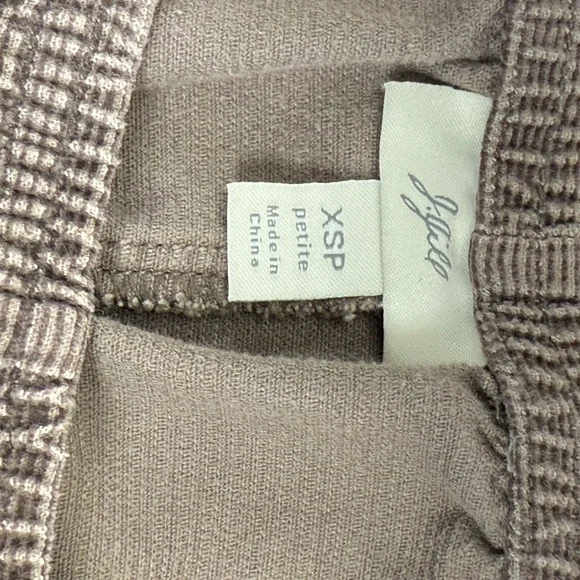 J.Jill
XSP
petite
Made in
China